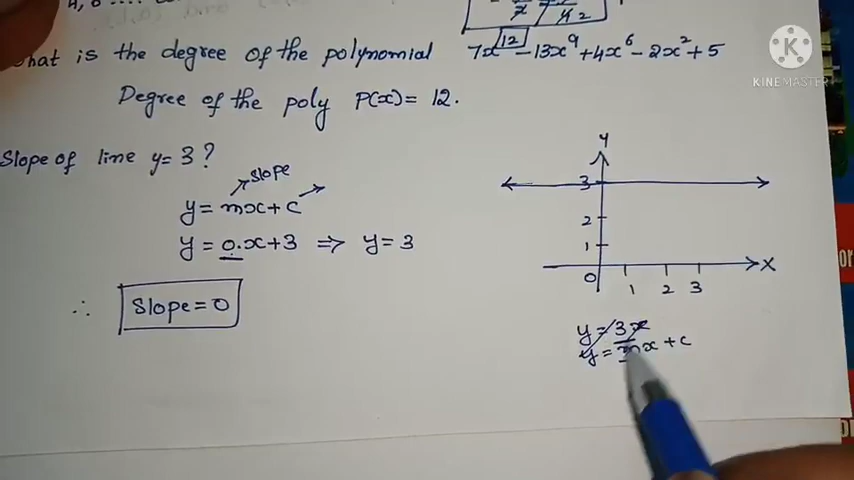 What is the degree of the polynomial 7x^12 - 13x^9 + 4x^6 - 2x^2 + 5
Degree of the poly P(x) = 12.
Slope of line y = 3 ?
slope
y = mx + c
y = 0.x + 3 ⇒ y = 3
∴ Slope = 0
Y
3
2
1
0
1 2 3
X
y = 3x
y = mx + c
K
KINEMASTER
or